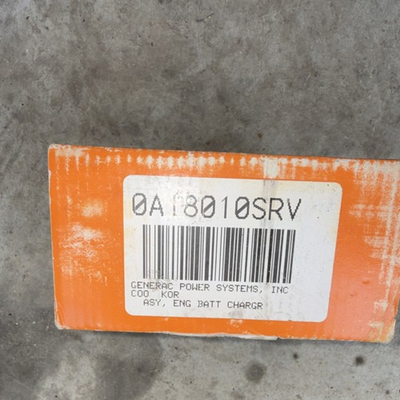 0A18010SRV
GENERAC POWER SYSTEMS, INC
COO KOR
ASY, ENG BATT CHARGR